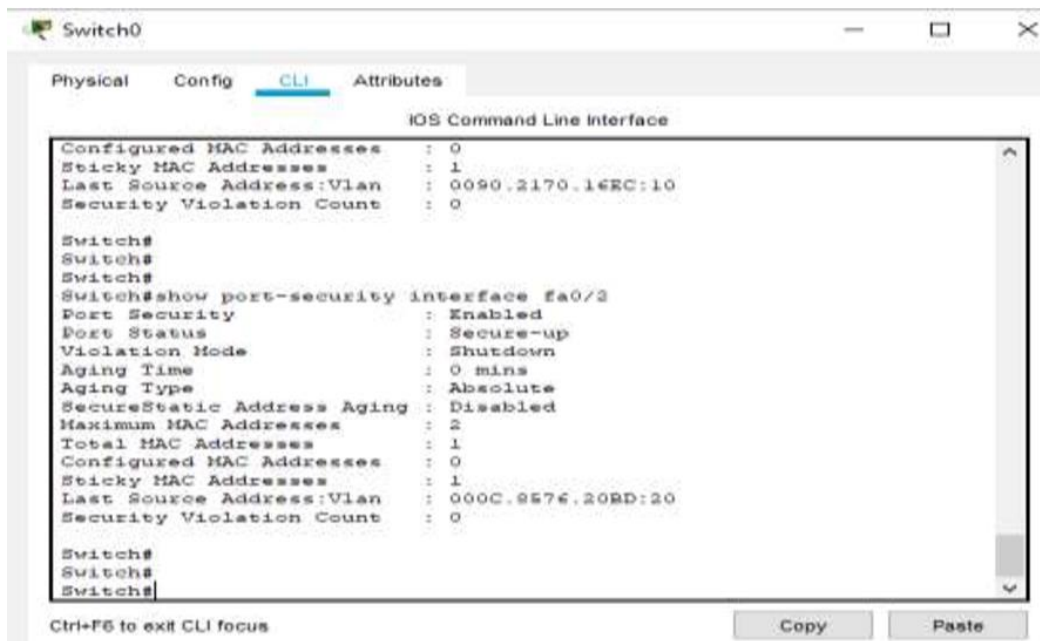 Switch0
Physical Config CLI Attributes
IOS Command Line Interface
Configured MAC Addresses : 0
Sticky MAC Addresses : 1
Last Source Address:Vlan : 0090.2170.16EC:10
Security Violation Count : 0
Switch#
Switch#
Switch#
Switch#show port-security interface fa0/2
Port Security : Enabled
Port Status : Secure-up
Violation Mode : Shutdown
Aging Time : 0 mins
Aging Type : Absolute
SecureStatic Address Aging : Disabled
Maximum MAC Addresses : 2
Total MAC Addresses : 1
Configured MAC Addresses : 0
Sticky MAC Addresses : 1
Last Source Address:Vlan :
Security Violation Count : 0
Switch#
Switch#
Switch#
Ctrl+F6 to exit CLI focus
Copy Paste